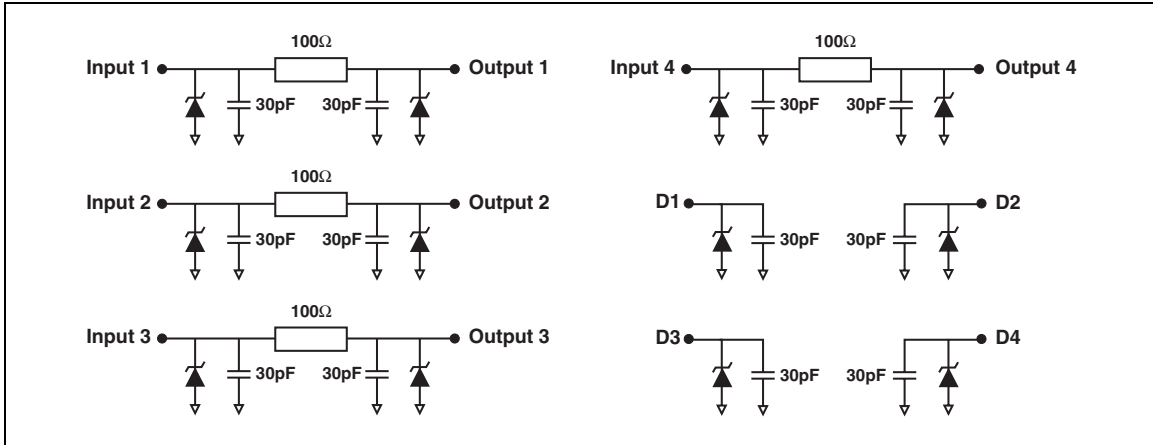 100Ω
Input 1
Output 1
30pF
30pF
100Ω
Input 4
Output 4
30pF
30pF
100Ω
Input 2
Output 2
30pF
30pF
D1
D2
30pF
30pF
100Ω
Input 3
Output 3
30pF
30pF
D3
D4
30pF
30pF